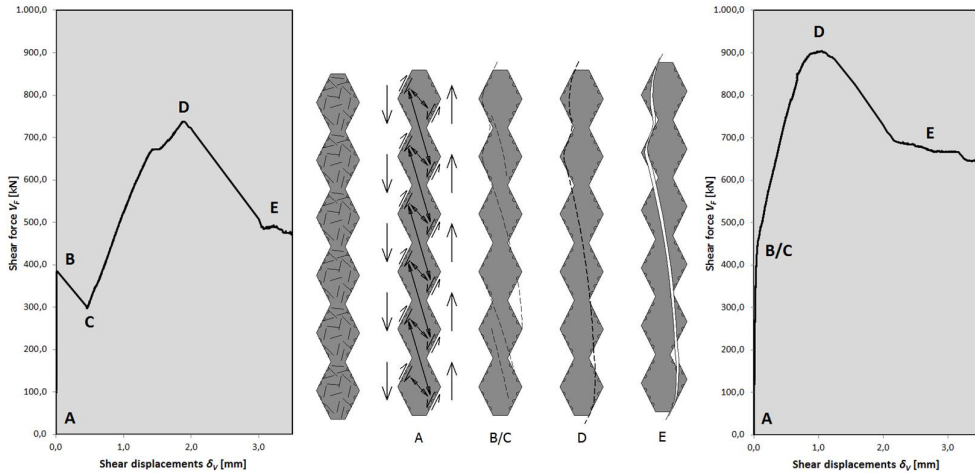 1.000,0
900,0
800,0
700,0
600,0
500,0
400,0
300,0
200,0
100,0
0,0
Shear force V_F [kN]
A
B
C
D
E
0,0 1,0 2,0 3,0
Shear displacements δ_V [mm]
A B/C D E
1.000,0
900,0
800,0
700,0
600,0
500,0
400,0
300,0
200,0
100,0
0,0
Shear force V_F [kN]
D
E
B/C
A
0,0 1,0 2,0 3,0
Shear displacements δ_V [mm]